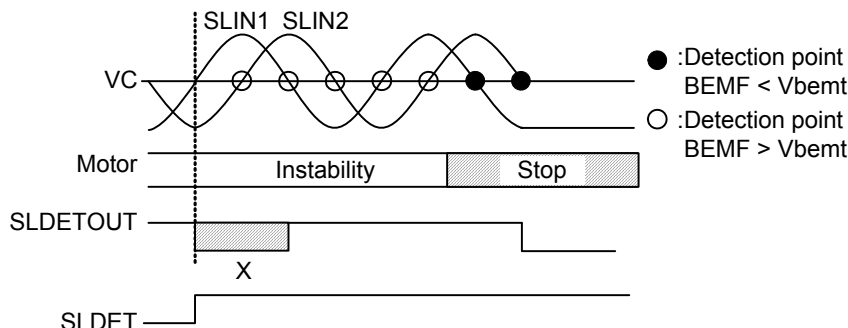 SLIN1 SLIN2
VC
:Detection point
BEMF < Vbemt
:Detection point
BEMF > Vbemt
Motor
Instability
Stop
SLDETOUT
X
SLDET